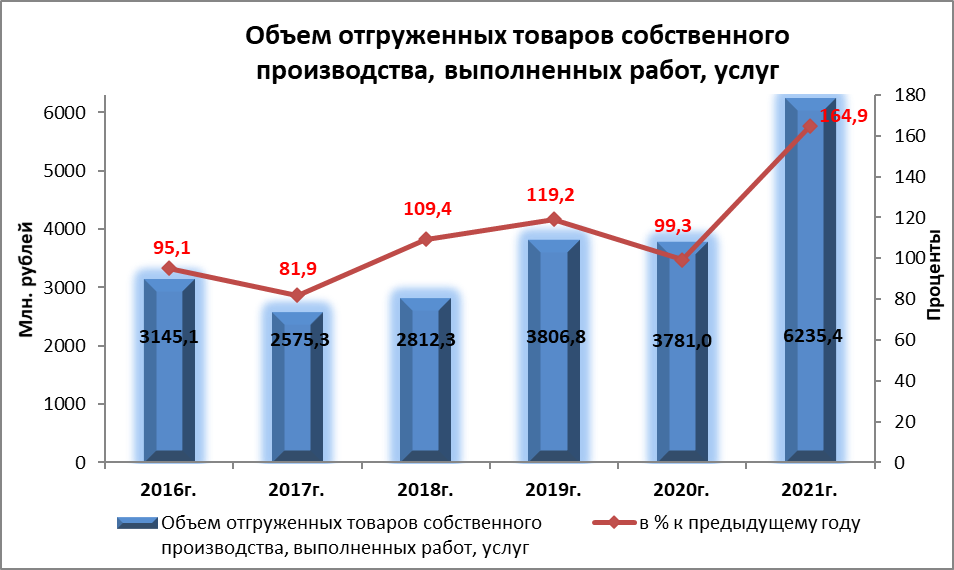 Объем отгруженных товаров собственного
производства, выполненных работ, услуг
Млн. рублей
6000
5000
4000
3000
2000
1000
0
180
160
140
120
100
80
60
40
20
0
Проценты
95,1
81,9
109,4
119,2
99,3
164,9
3145,1
2575,3
2812,3
3806,8
3781,0
6235,4
2016г.
2017г.
2018г.
2019г.
2020г.
2021г.
Объем отгруженных товаров собственного
производства, выполненных работ, услуг
в % к предыдущему году